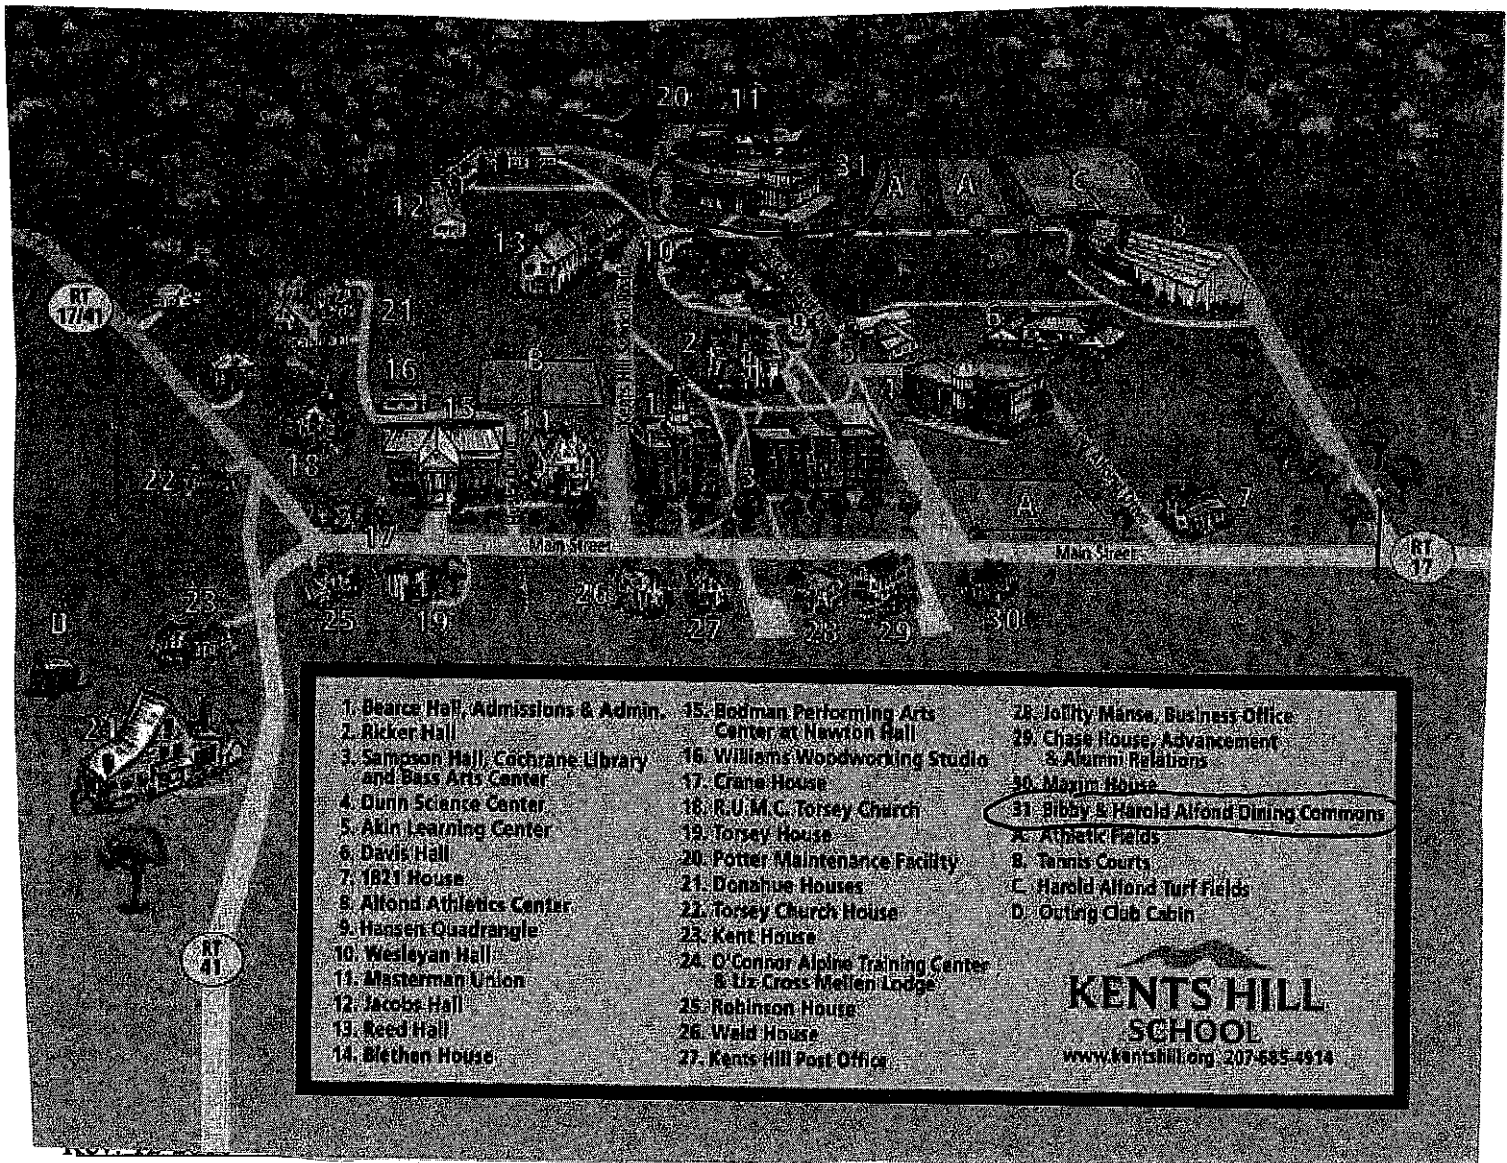 20 11
31 A A C
12
13
10
8
RT
17/41
21
9
6
2
5
B
16
15
14
1
4
18
3
22
A
7
17
Main Street
Main Street
RT
17
23
25
19
26
27
28
29
30
D
24
RT
41
1. Bearce Hall, Admissions & Admin.
2. Ricker Hall
3. Sampson Hall, Cochrane Library
and Bass Arts Center
4. Dunn Science Center
5. Akin Learning Center
6. Davis Hall
7. 1821 House
8. Alfond Athletics Center
9. Hansen Quadrangle
10. Wesleyan Hall
11. Masterman Union
12. Jacobs Hall
13. Reed Hall
14. Blethen House
15. Bodman Performing Arts
Center at Newton Hall
16. Williams Woodworking Studio
17. Crane House
18. R.U.M.C. Torsey Church
19. Torsey House
20. Potter Maintenance Facility
21. Donahue Houses
22. Torsey Church House
23. Kent House
24. O'Connor Alpine Training Center
& Liz Cross Mellen Lodge
25. Robinson House
26. Wald House
27. Kents Hill Post Office
28. Jollity Manse, Business Office
29. Chase House, Advancement
& Alumni Relations
30. Maxim House
31. Bibby & Harold Alfond Dining Commons
A. Athletic Fields
B. Tennis Courts
C. Harold Alfond Turf Fields
D. Outing Club Cabin
KENTS HILL
SCHOOL
www.kentshill.org 207-685-4914